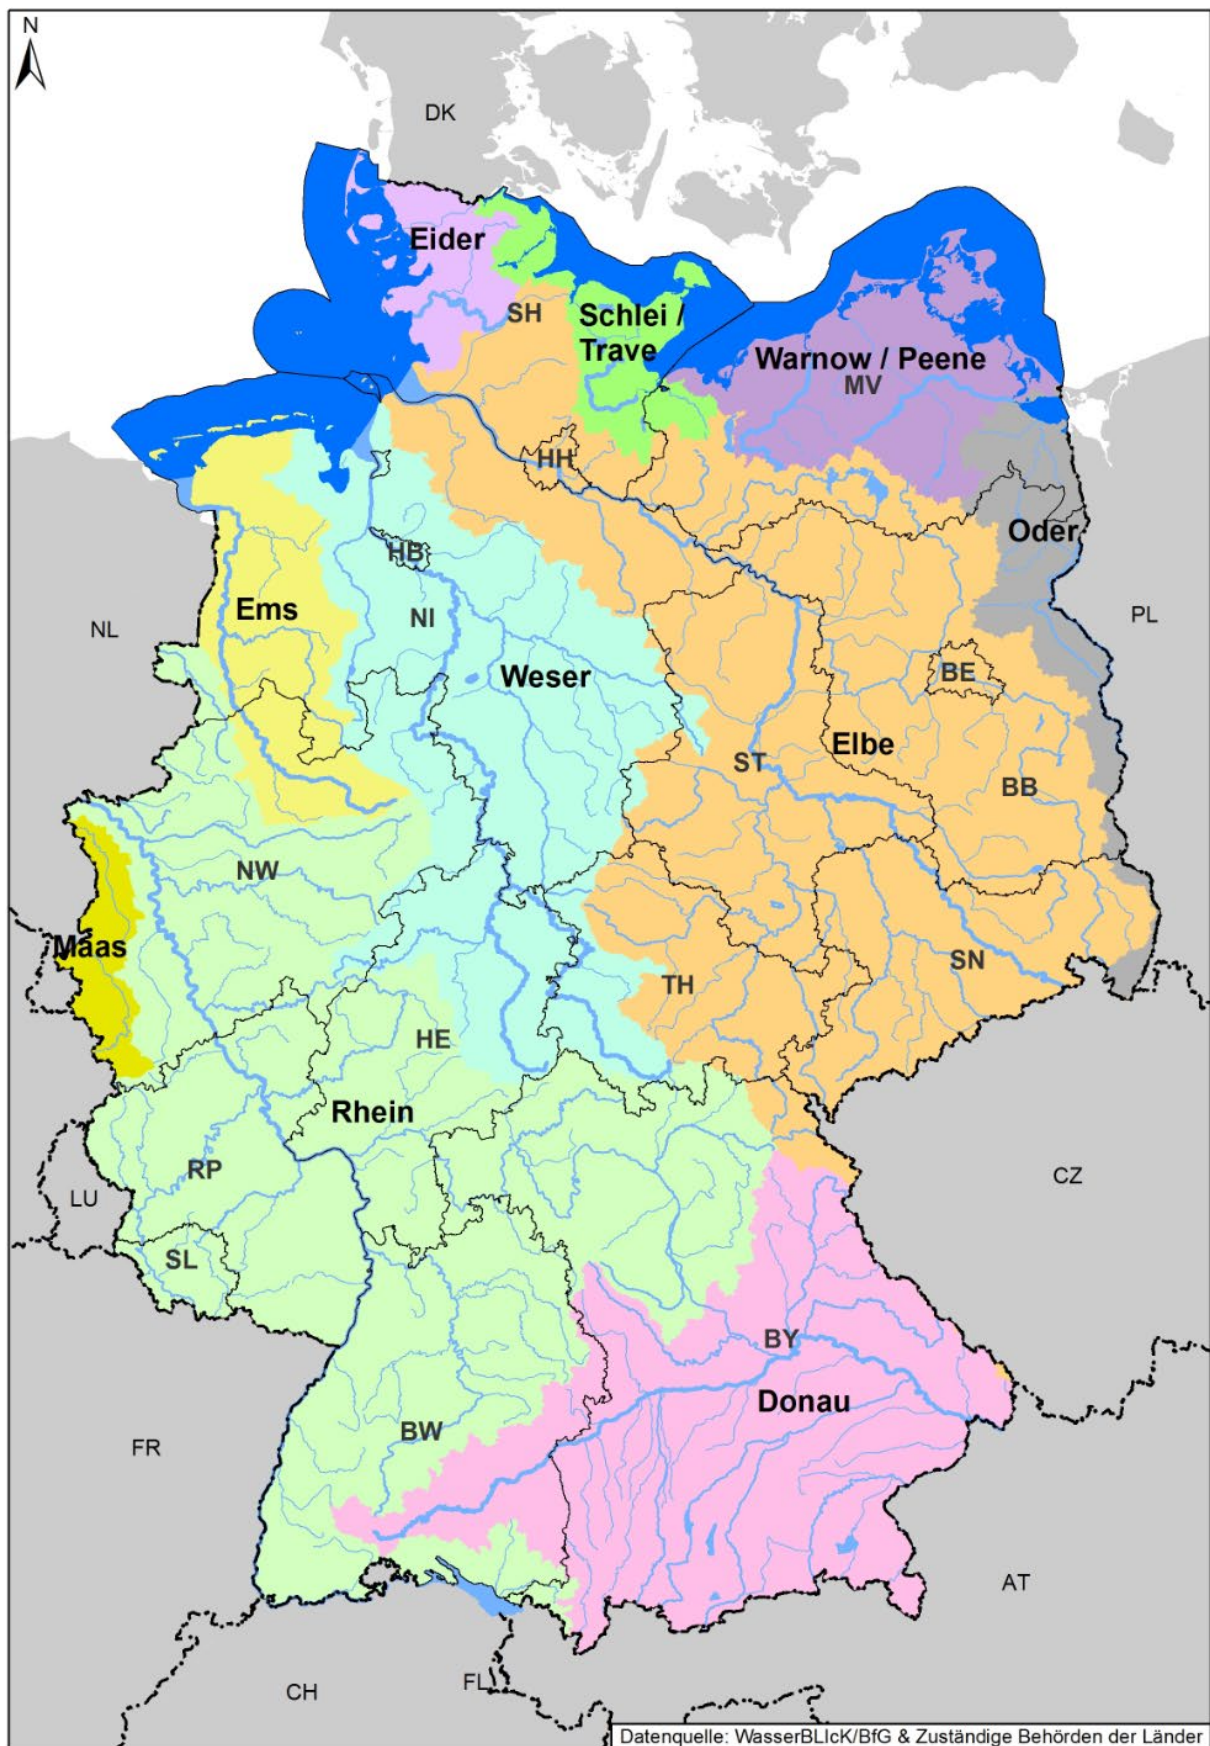 N
DK
Eider
SH
Schlei /
Trave
Warnow / Peene
MV
HH
Oder
HB
NI
Ems
NL
PL
Weser
BE
Elbe
ST
BB
NW
Maas
SN
TH
HE
Rhein
RP
LU
CZ
SL
BY
Donau
BW
FR
AT
CH
FL
Datenquelle: WasserBLIcK/BfG & Zuständige Behörden der Länder